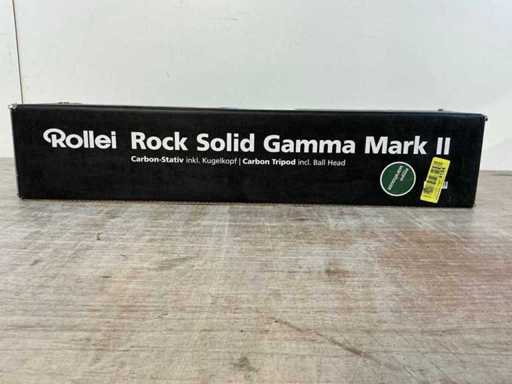 Rollei Rock Solid Gamma Mark II
Carbon-Stativ inkl. Kugelkopf | Carbon Tripod incl. Ball Head